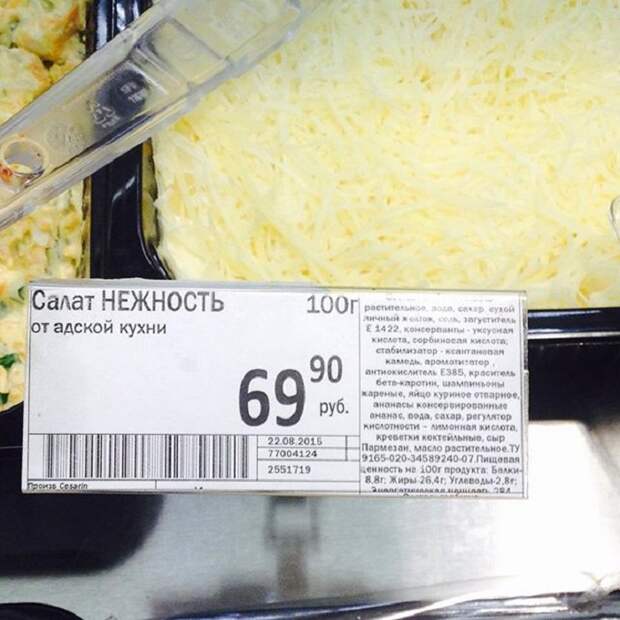 Салат НЕЖНОСТЬ 100г
от адской кухни
69 90 руб.
22.08.2015
77004124
2551719
Произв Cesarin
растительное, вода, сахар, сухой
яичный желток, соль, загуститель
Е 1422, консерванты - уксусная
кислота, сорбиновая кислота,
стабилизатор - ксантановая
камедь, ароматизатор ,
антиокислитель Е385, краситель
бета-каротин, шампиньоны
жареные, яйцо куриное отварное,
ананасы консервированные
ананас, вода, сахар, регулятор
кислотности – лимонная кислота,
креветки коктейльные, сыр
Пармезан, масло растительное.ТУ
9165-020-34589240-07.Пищевая
ценность на 100г продукта: Белки-
8,8г; Жиры-26,4г; Углеводы-2,8г;
Энергетическая ценность 284